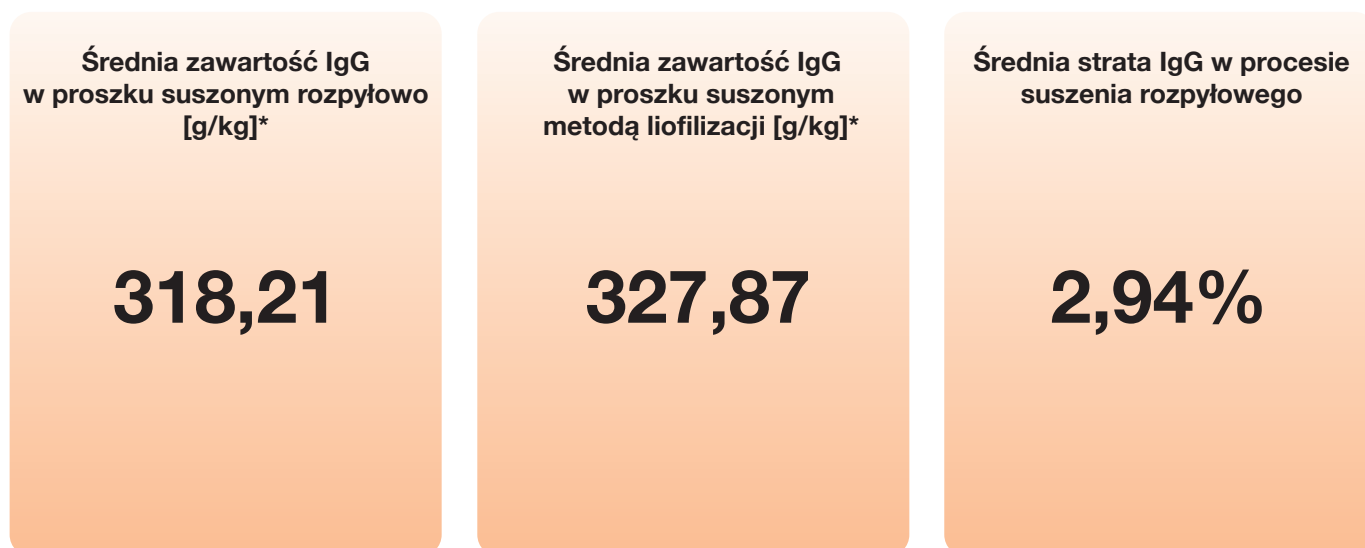 Średnia zawartość IgG
w proszku suszonym rozpyłowo
[g/kg]*
318,21
Średnia zawartość IgG
w proszku suszonym
metodą liofilizacji [g/kg]*
327,87
Średnia strata IgG w procesie
suszenia rozpyłowego
2,94%